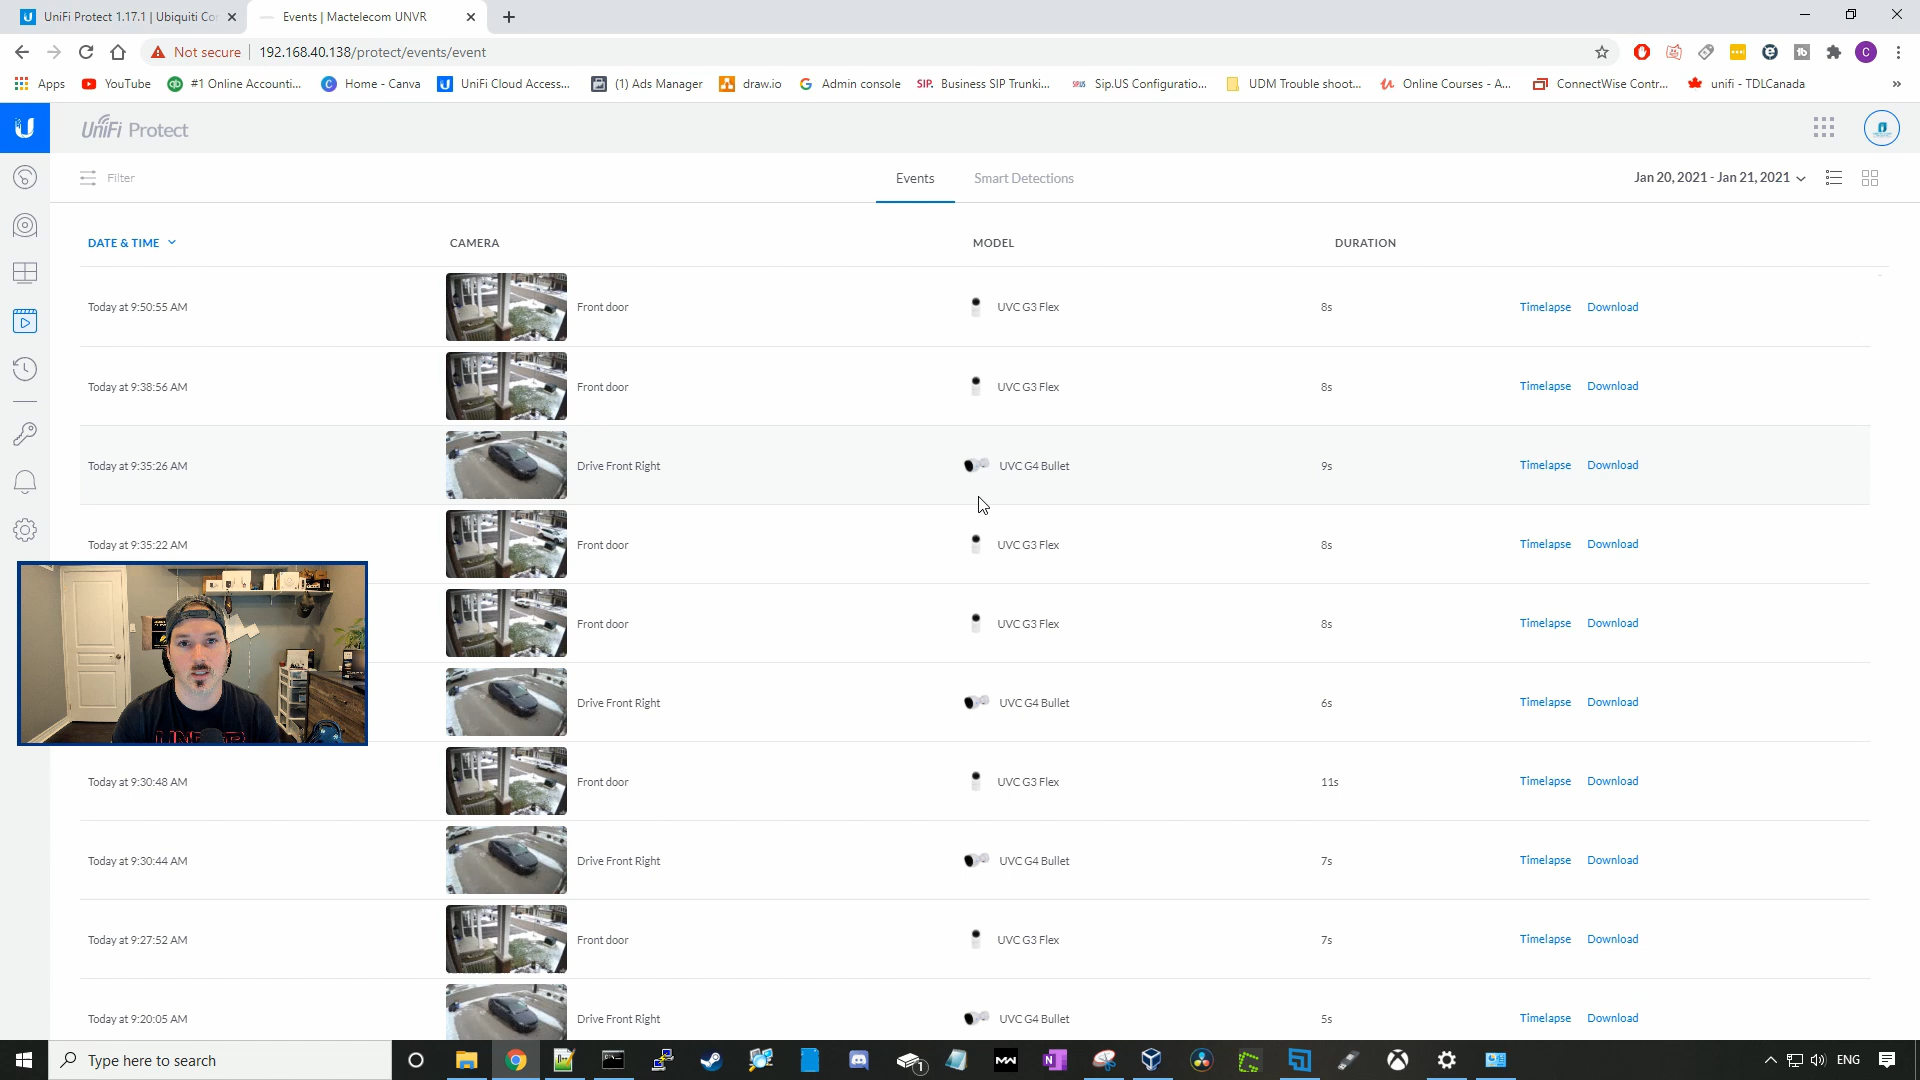 UniFi Protect 1.17.1 | Ubiquiti Co
Events | Mactelecom UNVR
Not secure
192.168.40.138/protect/events/event
Apps
YouTube
#1 Online Accounti...
Home - Canva
UniFi Cloud Access...
(1) Ads Manager
draw.io
Admin console
SIP. Business SIP Trunki...
Sip.US Configuratio...
UDM Trouble shoot...
Online Courses - A...
ConnectWise Contr...
unifi - TDLCanada
»
UniFi Protect
Filter
Events
Smart Detections
Jan 20, 2021 - Jan 21, 2021
DATE & TIME
CAMERA
MODEL
DURATION
Today at 9:50:55 AM Front door UVC G3 Flex 8s Timelapse Download
Today at 9:38:56 AM Front door UVC G3 Flex 8s Timelapse Download
Today at 9:35:26 AM Drive Front Right UVC G4 Bullet 9s Timelapse Download
Today at 9:35:22 AM Front door UVC G3 Flex 8s Timelapse Download
Front door UVC G3 Flex 8s Timelapse Download
Drive Front Right UVC G4 Bullet 6s Timelapse Download
Today at 9:30:48 AM Front door UVC G3 Flex 11s Timelapse Download
Today at 9:30:44 AM Drive Front Right UVC G4 Bullet 7s Timelapse Download
Today at 9:27:52 AM Front door UVC G3 Flex 7s Timelapse Download
Today at 9:20:05 AM Drive Front Right UVC G4 Bullet 5s Timelapse Download
Type here to search
1
MW
ENG